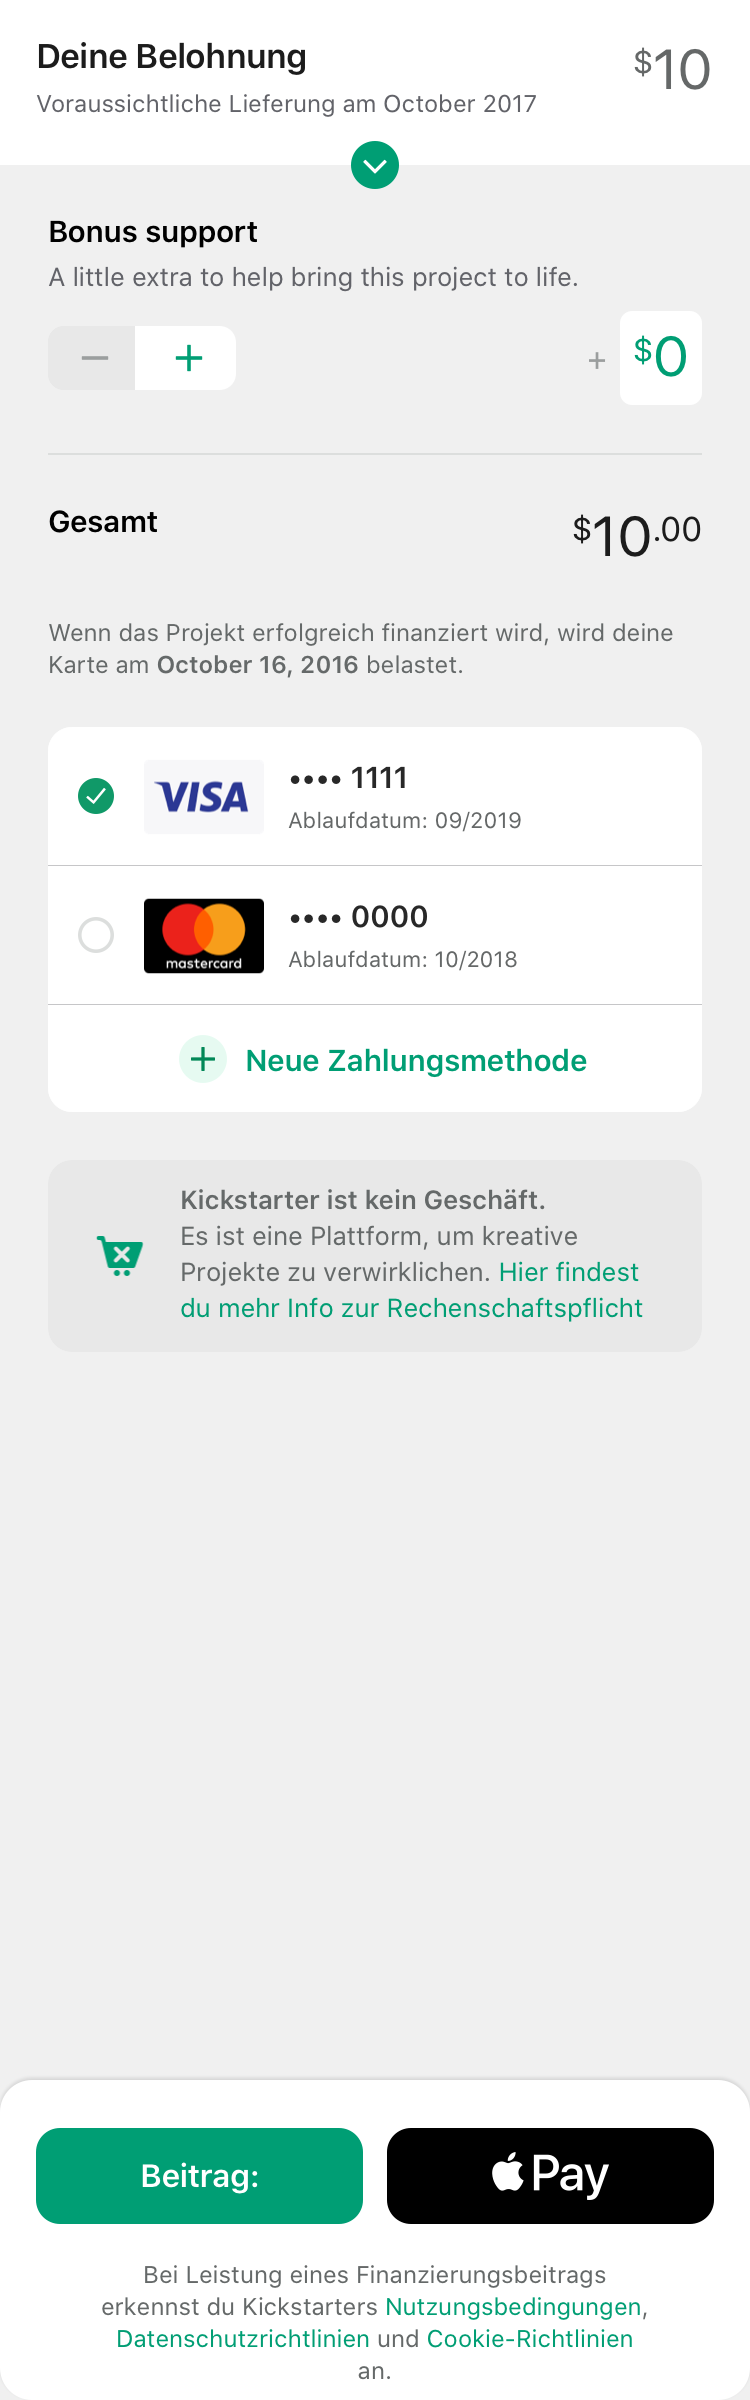 Deine Belohnung
$10
Voraussichtliche Lieferung am October 2017
Bonus support
A little extra to help bring this project to life.
+ $0
Gesamt
$10.00
Wenn das Projekt erfolgreich finanziert wird, wird deine
Karte am October 16, 2016 belastet.
VISA
•••• 1111
Ablaufdatum: 09/2019
mastercard
•••• 0000
Ablaufdatum: 10/2018
+ Neue Zahlungsmethode
Kickstarter ist kein Geschäft.
Es ist eine Plattform, um kreative
Projekte zu verwirklichen. Hier findest
du mehr Info zur Rechenschaftspflicht
Beitrag:
Pay
Bei Leistung eines Finanzierungsbeitrags
erkennst du Kickstarters Nutzungsbedingungen,
Datenschutzrichtlinien und Cookie-Richtlinien
an.